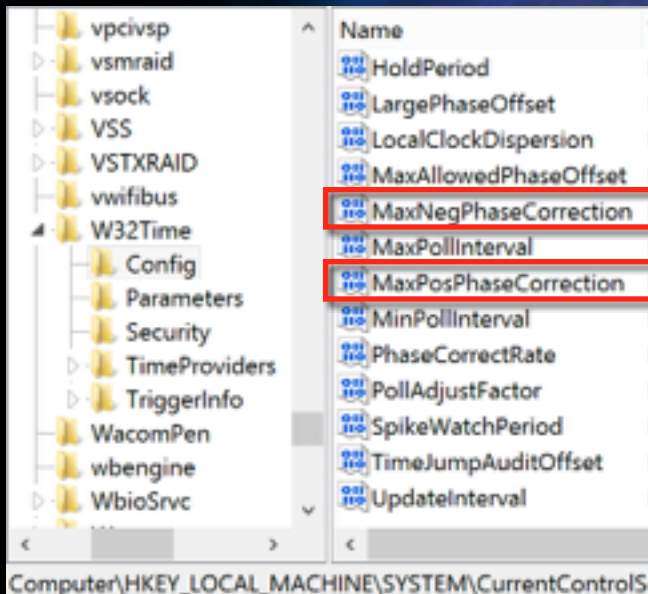 vpcivsp
vsmraid
vsock
VSS
VSTXRAID
vwifibus
W32Time
Config
Parameters
Security
TimeProviders
TriggerInfo
WacomPen
wbengine
WbioSrvc
Name
HoldPeriod
LargePhaseOffset
LocalClockDispersion
MaxAllowedPhaseOffset
MaxNegPhaseCorrection
MaxPollInterval
MaxPosPhaseCorrection
MinPollInterval
PhaseCorrectRate
PollAdjustFactor
SpikeWatchPeriod
TimeJumpAuditOffset
UpdateInterval
Computer\HKEY_LOCAL_MACHINE\SYSTEM\CurrentControlS